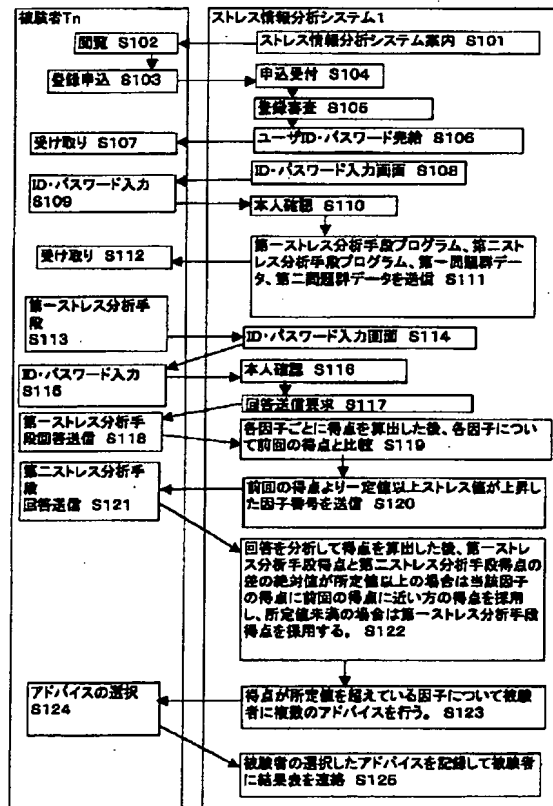 被験者Tn
ストレス情報分析システム1
閲覧 S102
ストレス情報分析システム案内 S101
登録申込 S103
申込受付 S104
登録審査 S105
受け取り S107
ユーザID・パスワード発給 S106
ID・パスワード入力画面 S108
ID・パスワード入力
S109
本人確認 S110
受け取り S112
第一ストレス分析手段プログラム、第二スト
レス分析手段プログラム、第一問題群デー
タ、第二問題群データを送信 S111
第一ストレス分析手
段
S113
ID・パスワード入力画面 S114
ID・パスワード入力
S115
本人確認 S116
回答送信要求 S117
第一ストレス分析手
段回答送信 S118
各因子ごとに得点を算出した後、各因子につい
て前回の得点と比較 S119
第二ストレス分析手
段
回答送信 S121
前回の得点より一定値以上ストレス値が上昇し
た因子番号を送信 S120
回答を分析して得点を算出した後、第一ストレ
ス分析手段得点と第二ストレス分析手段得点の
差の絶対値が所定値以上の場合は当該因子
の得点に前回の得点に近い方の得点を採用
し、所定値未満の場合は第一ストレス分析手段
得点を採用する。 S122
アドバイスの選択
S124
得点が所定値を超えている因子について被験
者に複数のアドバイスを行う。 S123
被験者の選択したアドバイスを記録して被験者
に結果表を連絡 S125